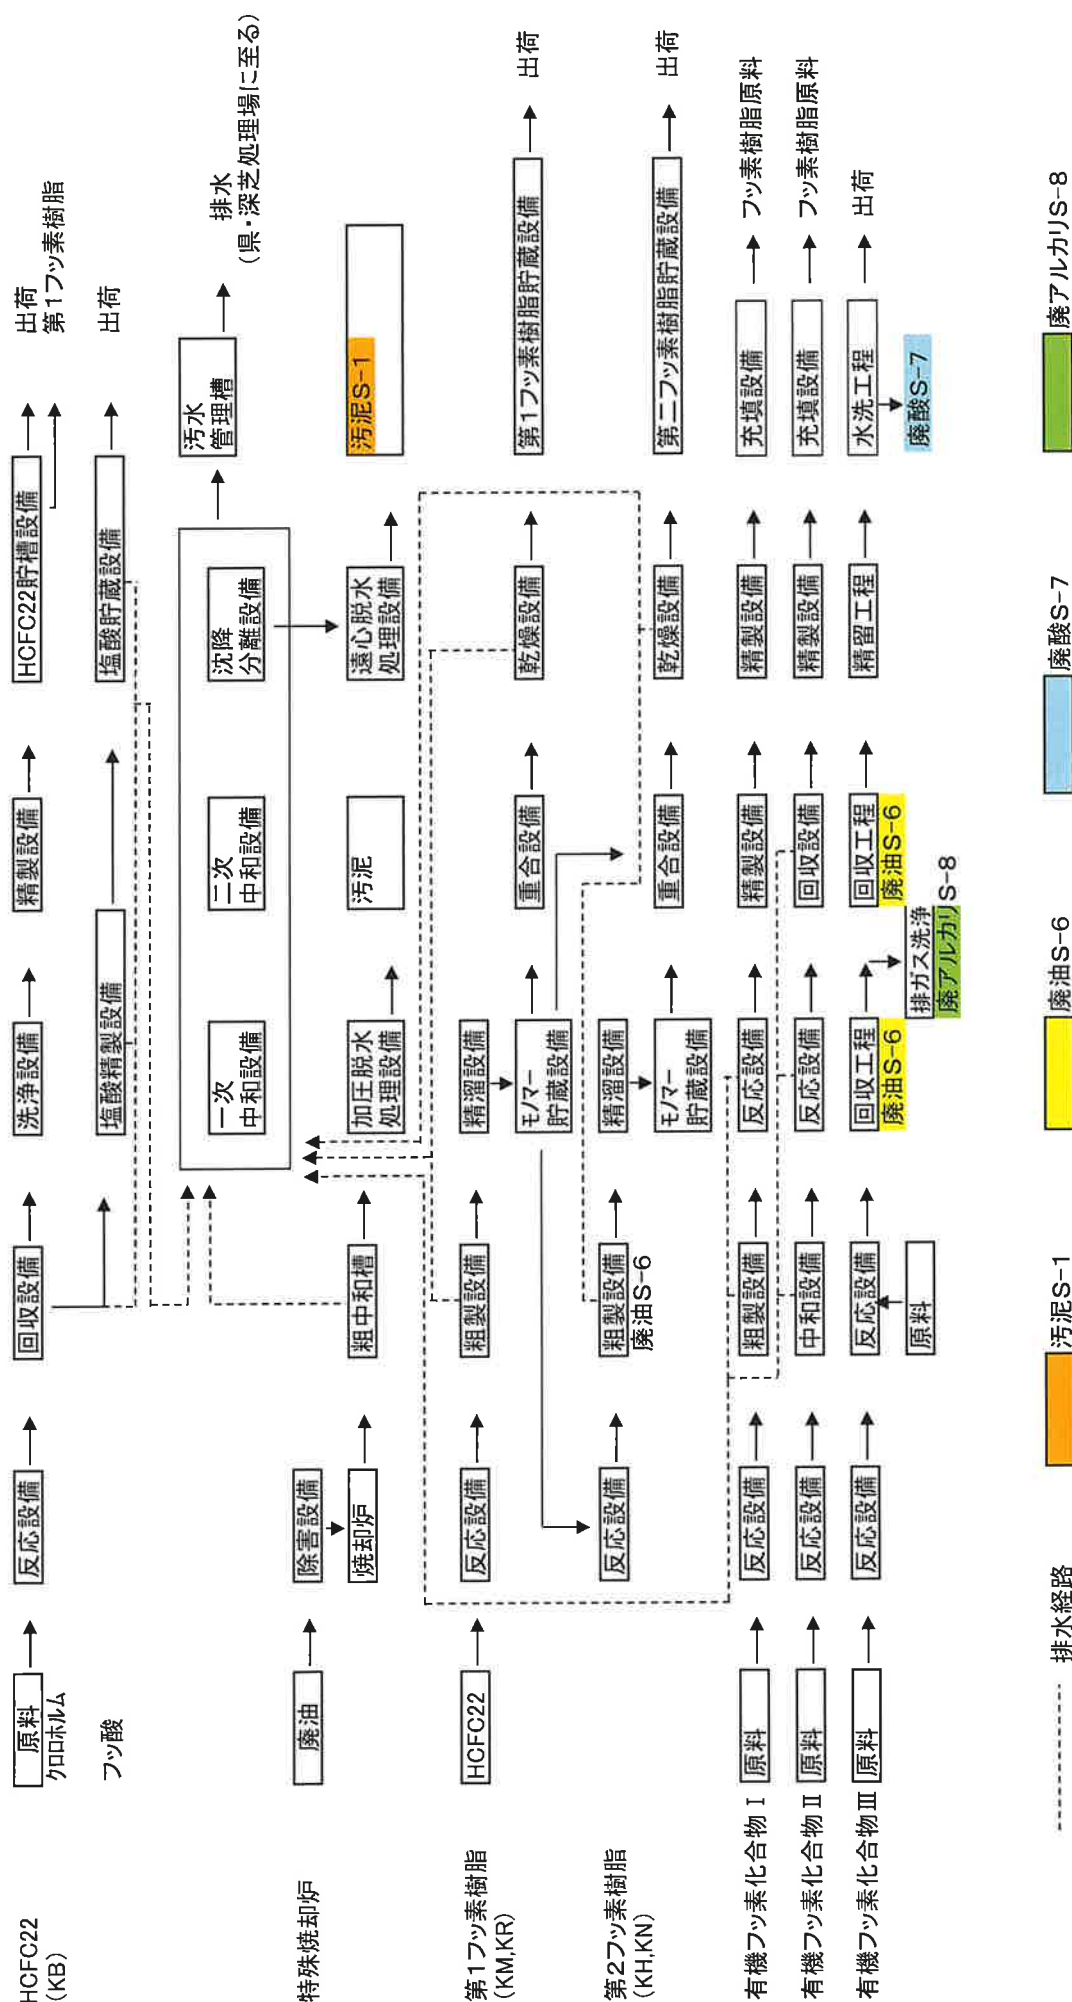 HCFC22
(KB)
原料
クロロホルム
フッ酸
反応設備
回収設備
洗浄設備
精製設備
HCFC22貯槽設備
出荷
第1フッ素樹脂
塩酸精製設備
塩酸貯蔵設備
出荷
一次
中和設備
二次
中和設備
沈降
分離設備
汚水
管理槽
排水
(県・深芝処理場に至る)
特殊焼却炉
廃油
除害設備
焼却炉
粗中和槽
加圧脱水
処理設備
汚泥
遠心脱水
処理設備
汚泥S-1
第1フッ素樹脂
(KM,KR)
HCFC22
反応設備
粗製設備
精溜設備
モノマー
貯蔵設備
重合設備
乾燥設備
第1フッ素樹脂貯蔵設備
出荷
第2フッ素樹脂
(KH,KN)
反応設備
粗製設備
廃油S-6
精溜設備
モノマー
貯蔵設備
重合設備
乾燥設備
第二フッ素樹脂貯蔵設備
出荷
有機フッ素化合物Ⅰ
原料
反応設備
粗製設備
反応設備
精製設備
精製設備
充填設備
フッ素樹脂原料
有機フッ素化合物Ⅱ
原料
反応設備
中和設備
反応設備
回収設備
精製設備
充填設備
フッ素樹脂原料
有機フッ素化合物Ⅲ
原料
反応設備
反応設備
原料
回収工程
廃油S-6
排ガス洗浄
廃アルカリS-8
回収工程
廃油S-6
精留工程
水洗工程
廃酸S-7
出荷
排水経路
汚泥S-1
廃油S-6
廃酸S-7
廃アルカリS-8